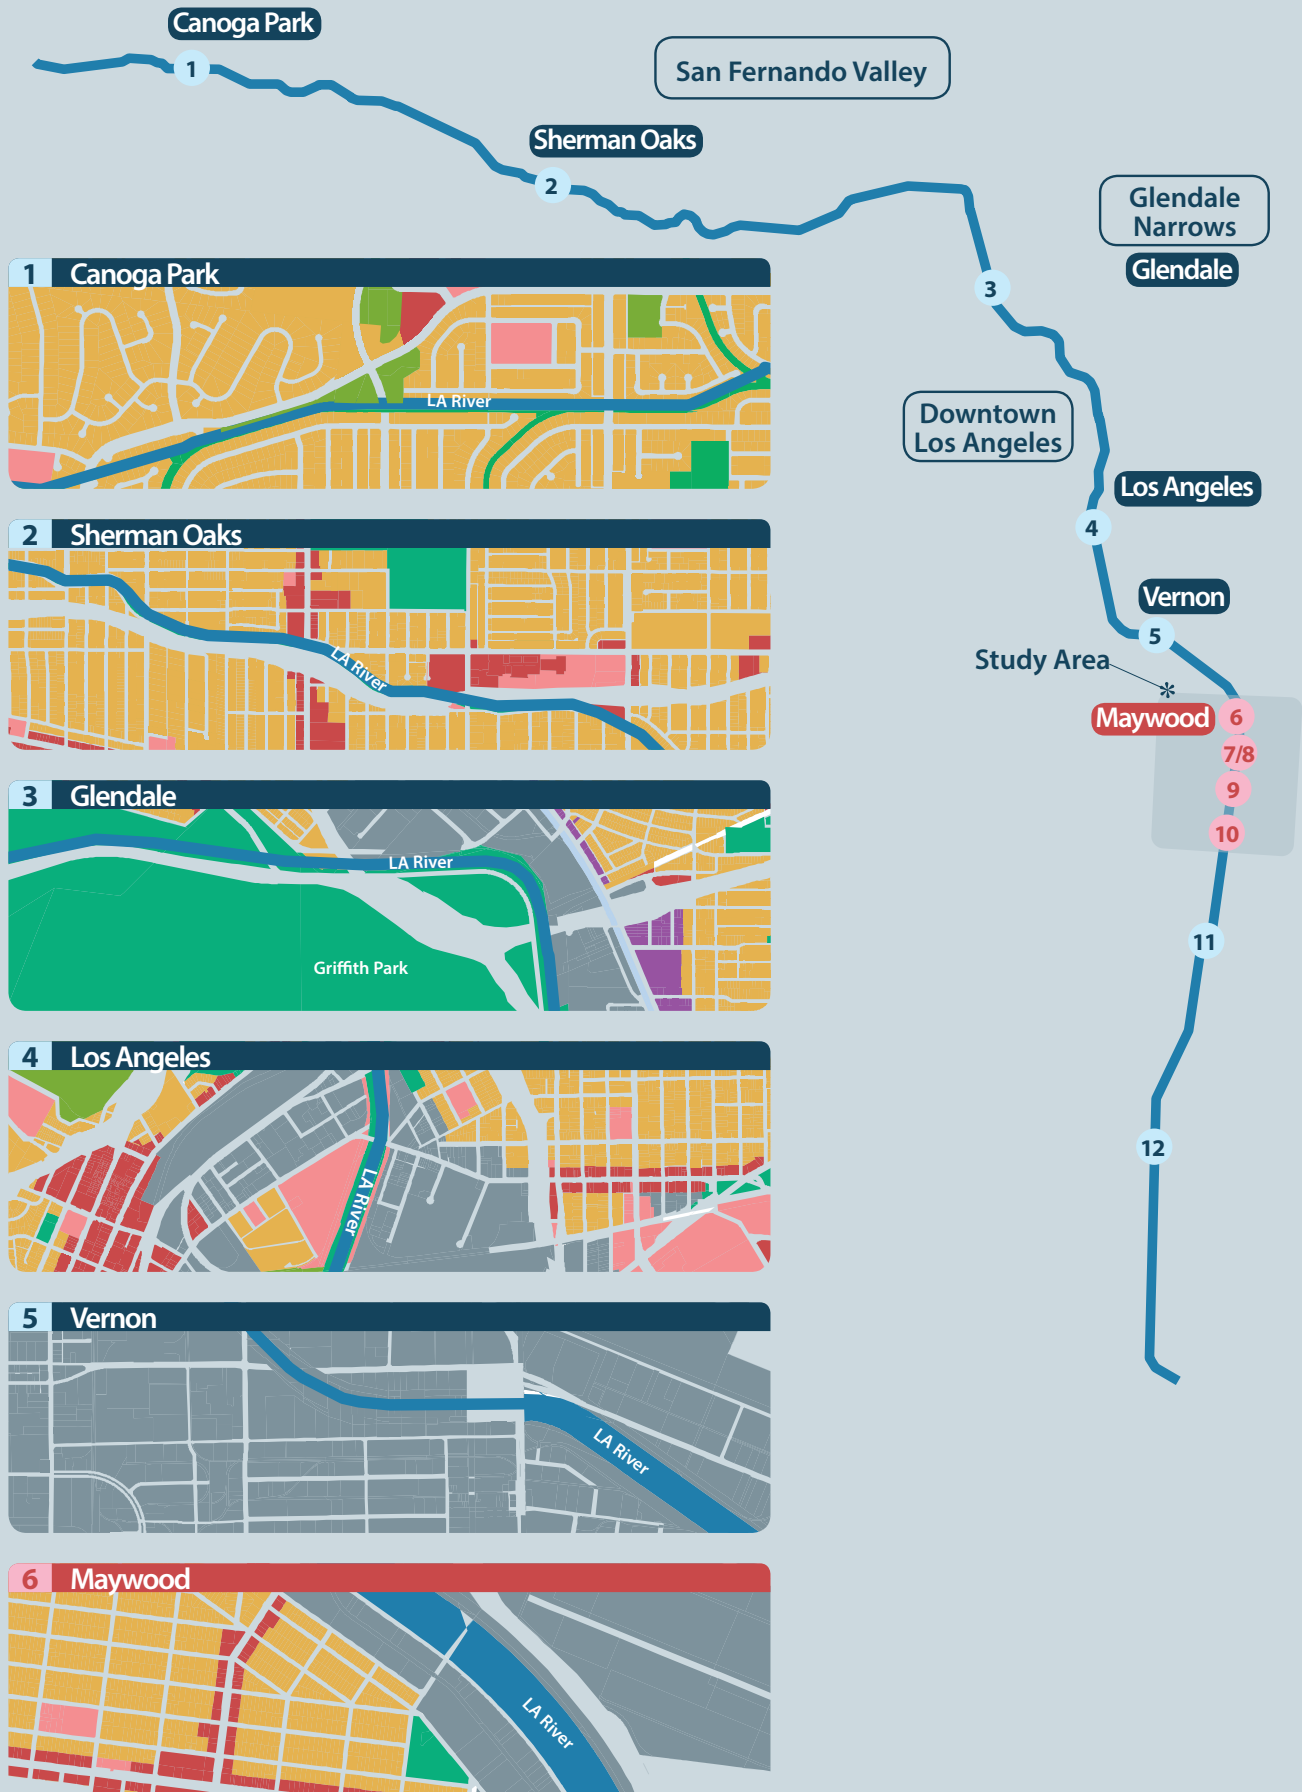 Canoga Park
1
San Fernando Valley
Sherman Oaks
2
Glendale
Narrows
Glendale
3
Downtown
Los Angeles
Los Angeles
4
Vernon
5
Study Area
*
Maywood
6
7/8
9
10
11
12
1 Canoga Park
LA River
2 Sherman Oaks
LA River
3 Glendale
LA River
Griffith Park
4 Los Angeles
LA River
5 Vernon
LA River
6 Maywood
LA River